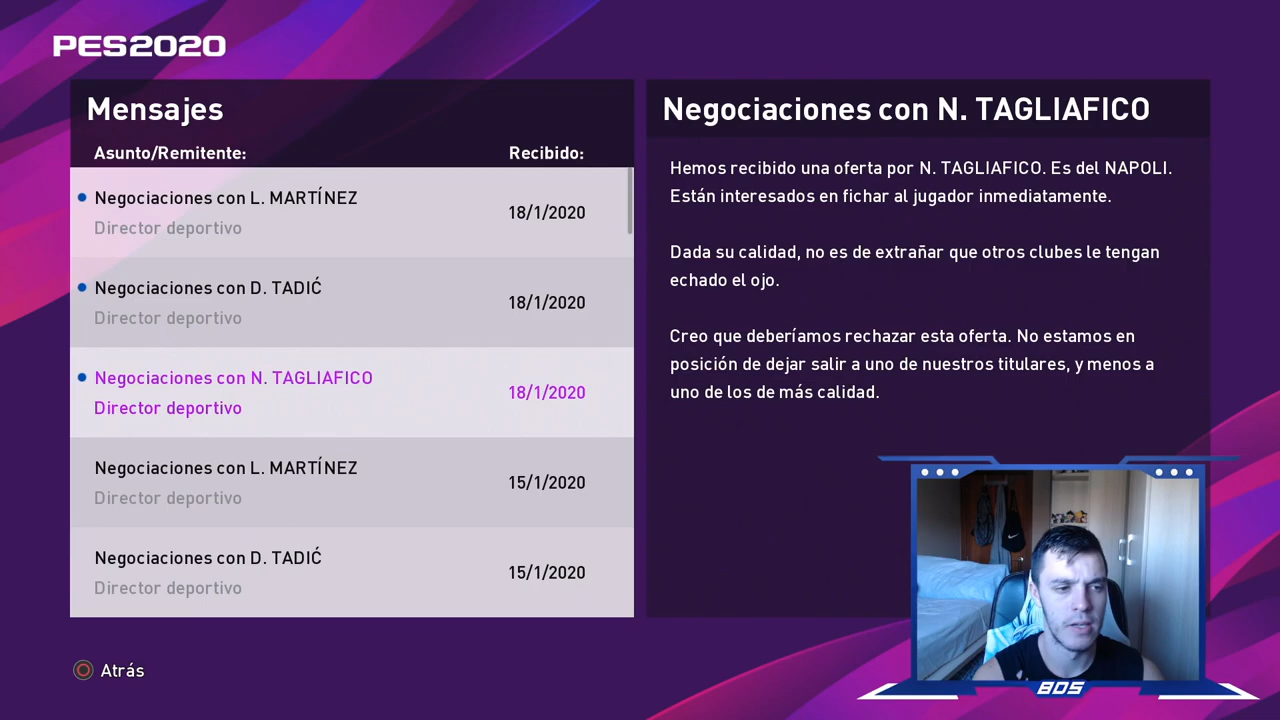 PES2020
Mensajes
Asunto/Remitente: Recibido:
Negociaciones con L. MARTÍNEZ
Director deportivo
18/1/2020
Negociaciones con D. TADIĆ
Director deportivo
18/1/2020
Negociaciones con N. TAGLIAFICO
Director deportivo
18/1/2020
Negociaciones con L. MARTÍNEZ
Director deportivo
15/1/2020
Negociaciones con D. TADIĆ
Director deportivo
15/1/2020
Negociaciones con N. TAGLIAFICO
Hemos recibido una oferta por N. TAGLIAFICO. Es del NAPOLI.
Están interesados en fichar al jugador inmediatamente.
Dada su calidad, no es de extrañar que otros clubes le tengan
echado el ojo.
Creo que deberíamos rechazar esta oferta. No estamos en
posición de dejar salir a uno de nuestros titulares, y menos a
uno de los de más calidad.
Atrás
BDS